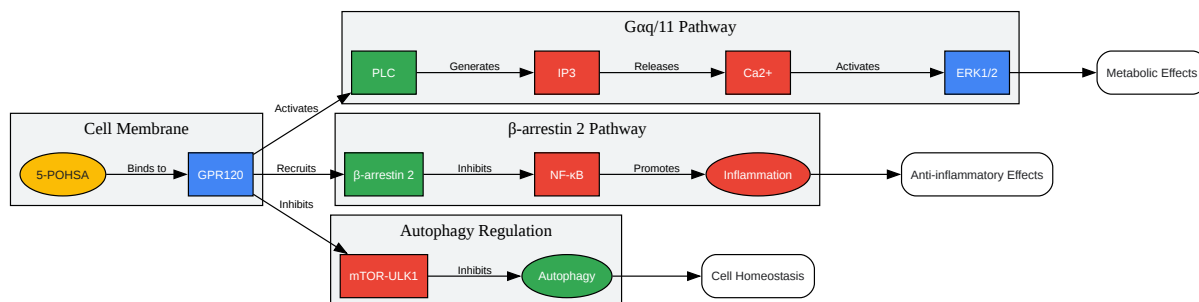 Gαq/11 Pathway
PLC
Generates
IP3
Releases
Ca2+
Activates
ERK1/2
Metabolic Effects
Activates
Cell Membrane
5-POHSA
Binds to
GPR120
Recruits
β-arrestin 2 Pathway
β-arrestin 2
Inhibits
NF-κB
Promotes
Inflammation
Anti-inflammatory Effects
Inhibits
Autophagy Regulation
mTOR-ULK1
Inhibits
Autophagy
Cell Homeostasis